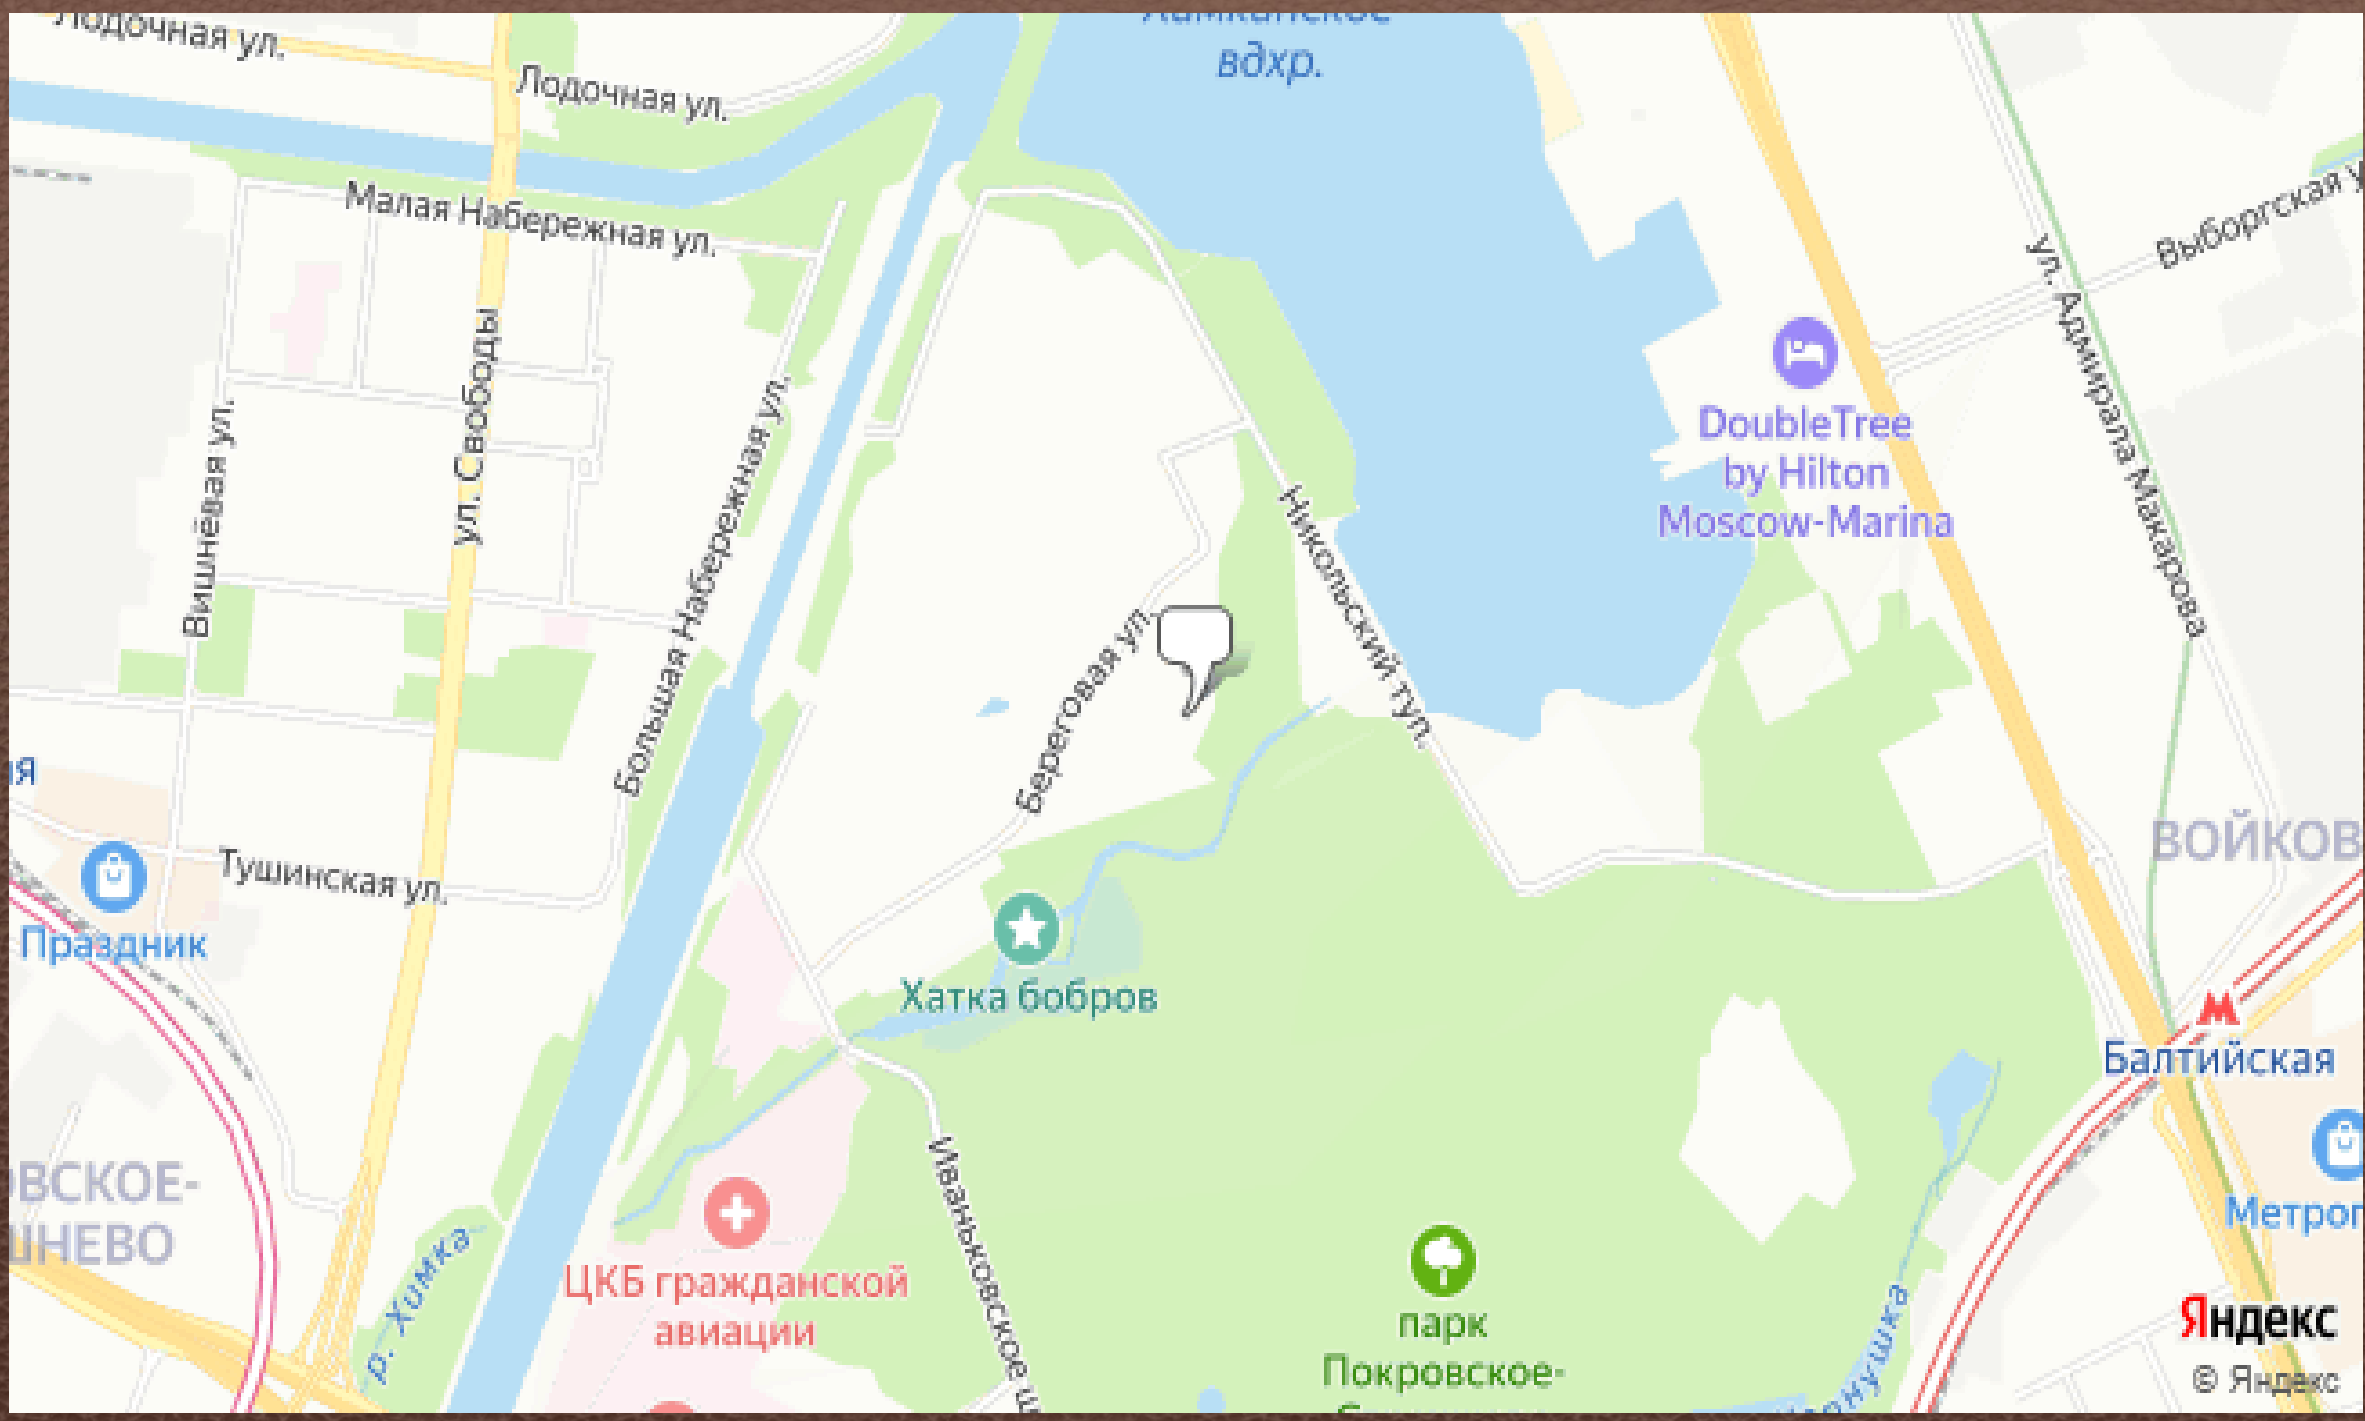 Лодочная ул.
вдхр.
Лодочная ул.
Малая Набережная ул.
Выборгская
ул. Адмирала Макарова
ул. Свободы
Вишнёвая ул.
Большая Набережная ул.
DoubleTree
by Hilton
Moscow-Marina
Никольский туп.
Береговая ул.
Тушинская ул.
Праздник
Хатка бобров
Балтийская
Иваньковское
р. Химка
ЦКБ гражданской
авиации
парк
Покровское-
Яндекс
© Яндекс